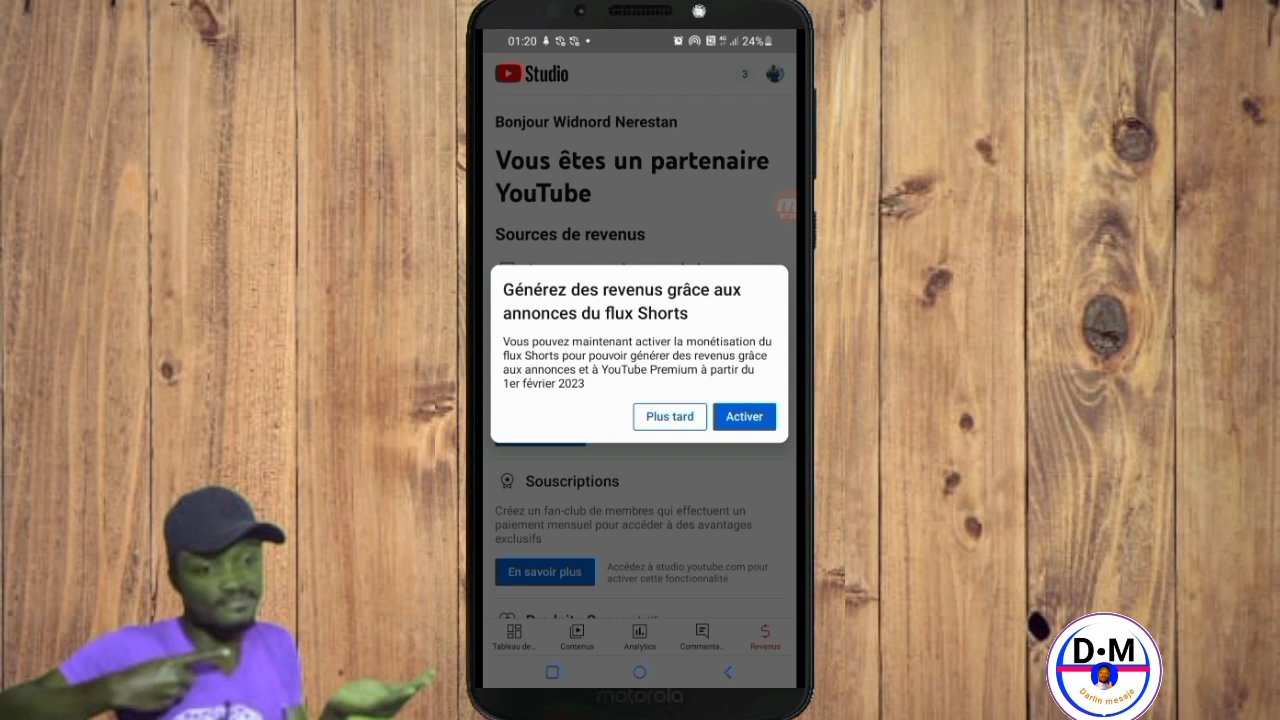 01:20
24%
Studio
3
Bonjour Widnord Nerestan
Vous êtes un partenaire
YouTube
Sources de revenus
Générez des revenus grâce aux
annonces du flux Shorts
Vous pouvez maintenant activer la monétisation du
flux Shorts pour pouvoir générer des revenus grâce
aux annonces et à YouTube Premium à partir du
1er février 2023
Plus tard
Activer
Souscriptions
Créez un fan-club de membres qui effectuent un
paiement mensuel pour accéder à des avantages
exclusifs
En savoir plus
Accédez à studio.youtube.com pour
activer cette fonctionnalité
Tableau de...
Contenus
Analytics
Commenta...
Revenus
motorola
D•M
Darlin mesaje